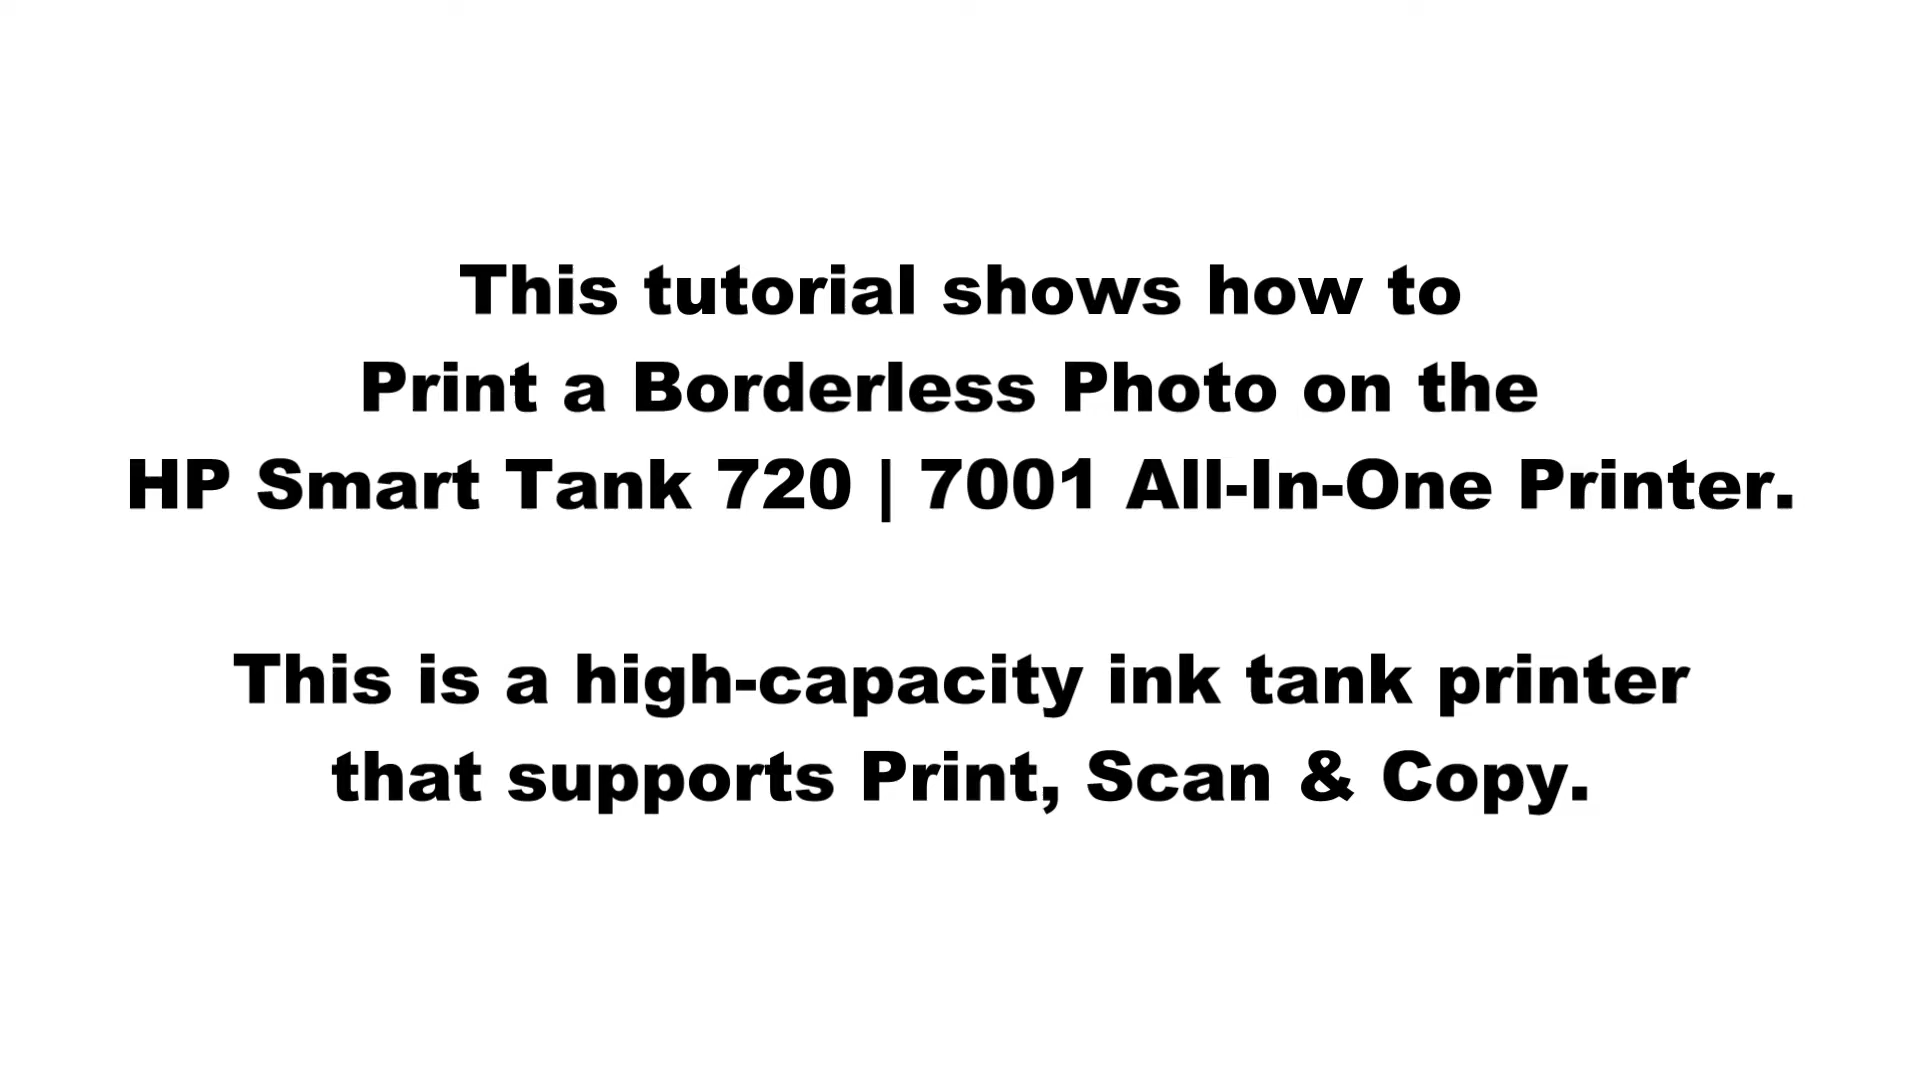 This tutorial shows how to
Print a Borderless Photo on the
HP Smart Tank 720 | 7001 All-In-One Printer.
This is a high-capacity ink tank printer
that supports Print, Scan & Copy.